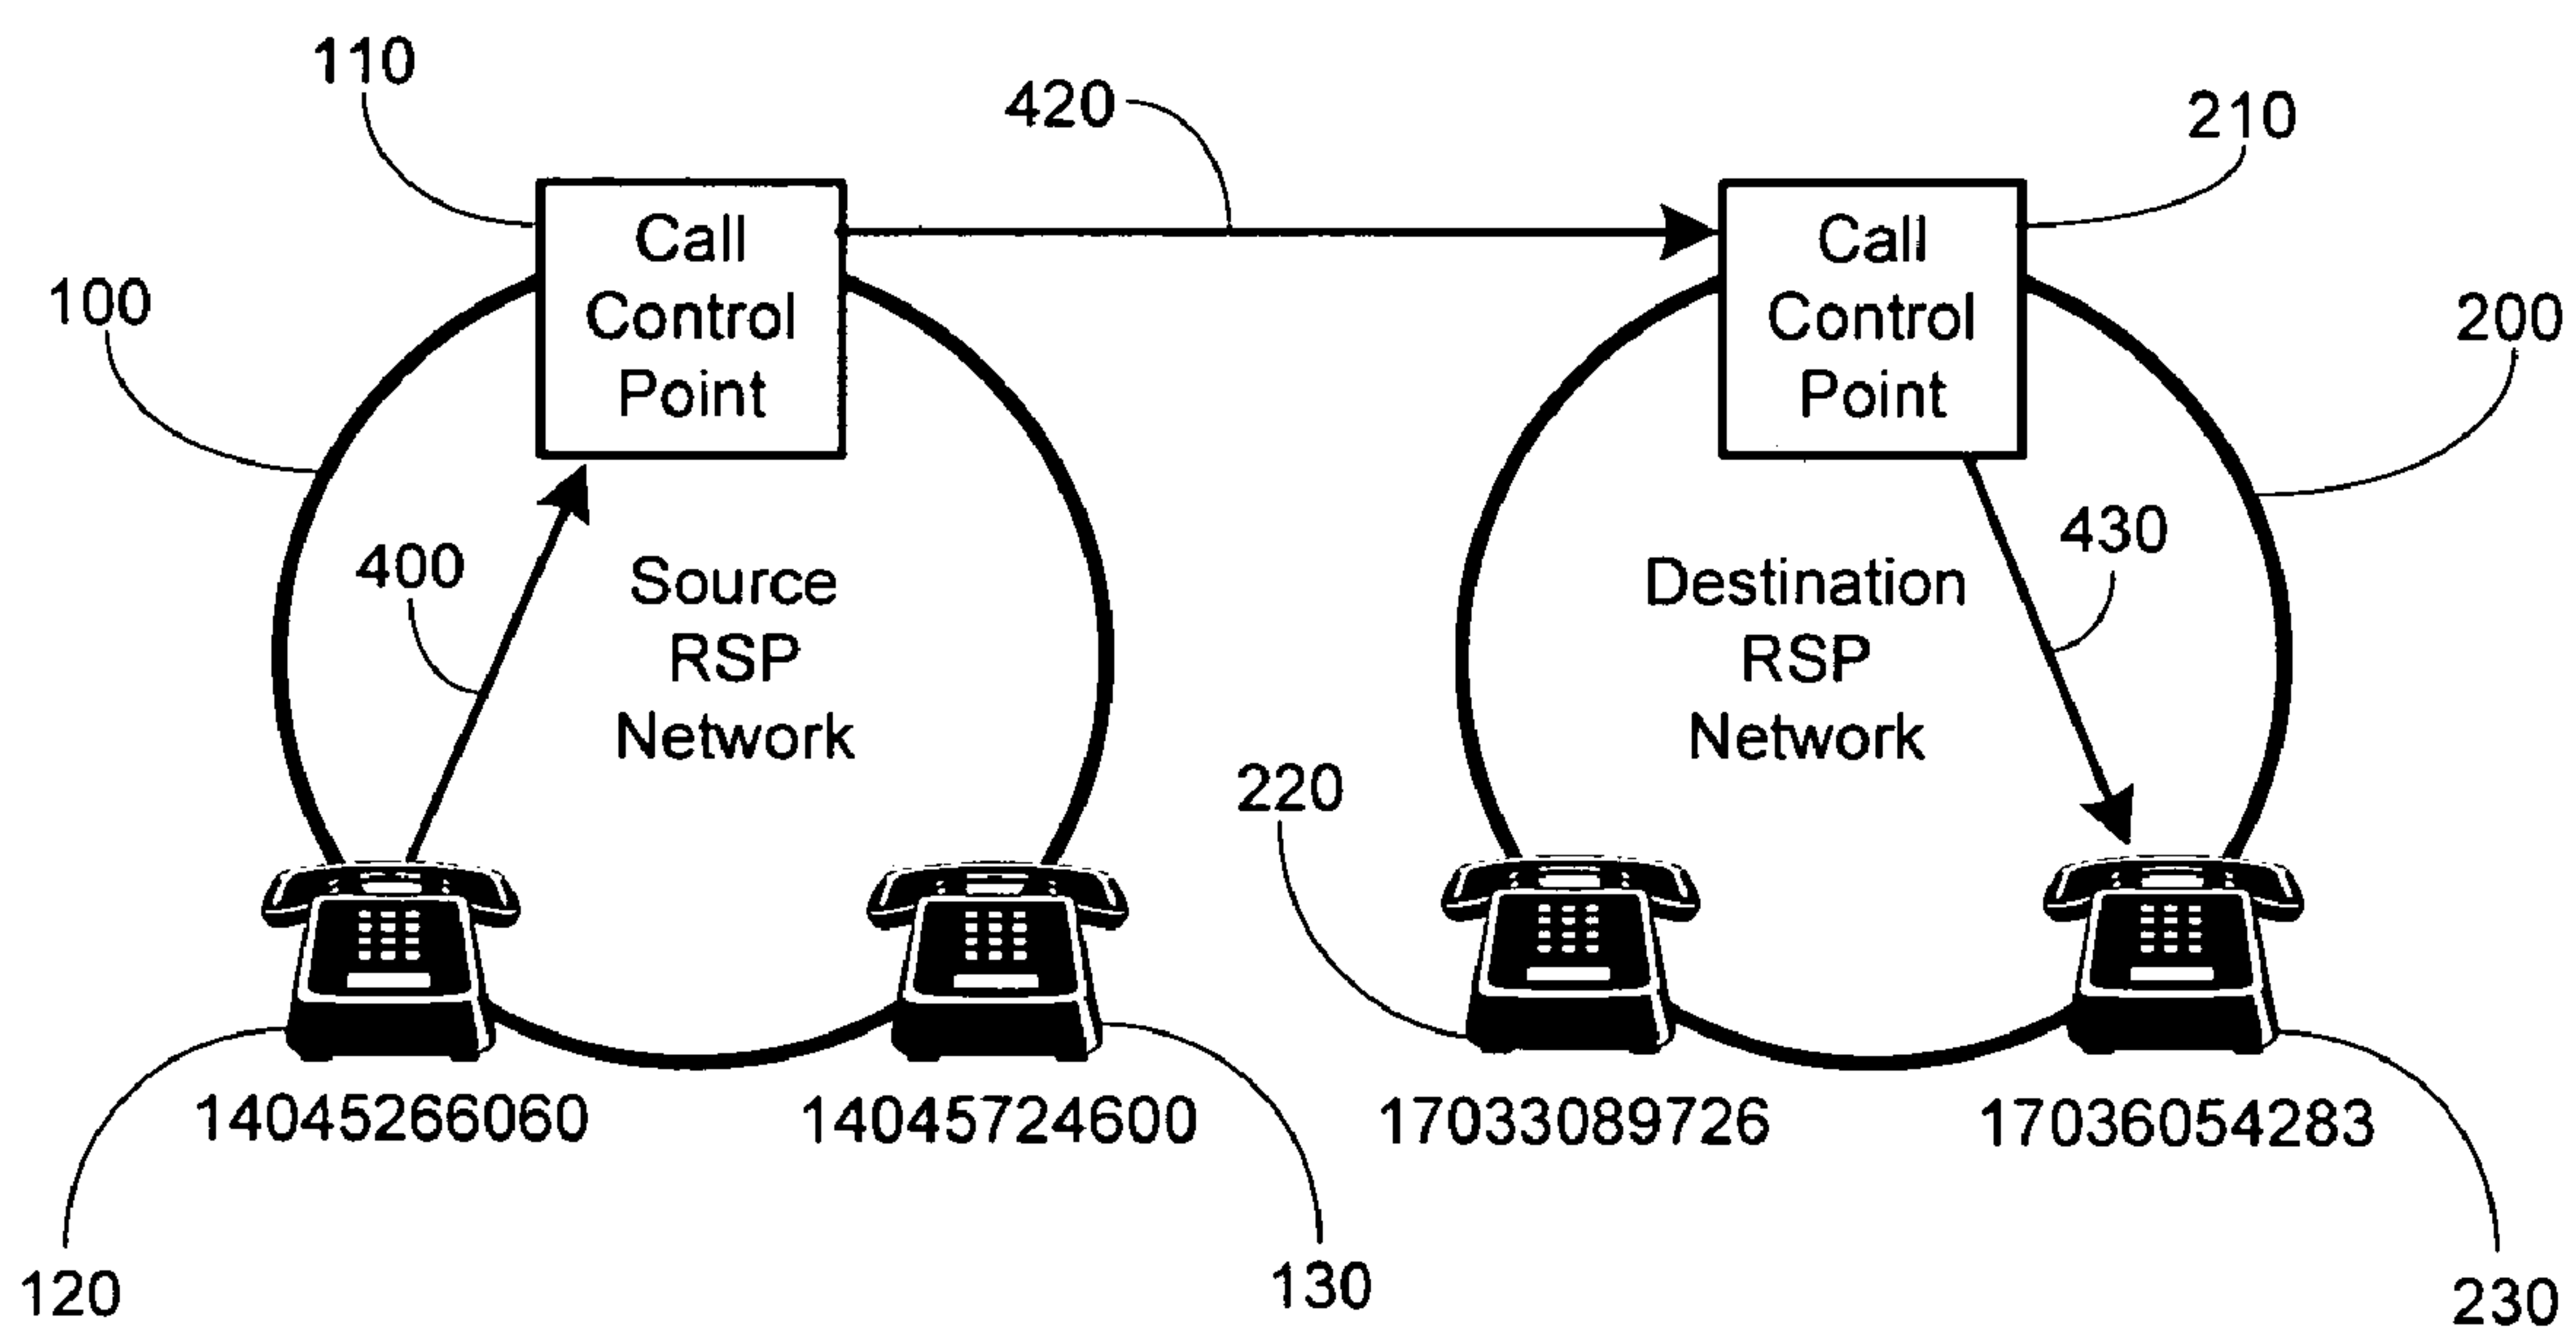 110
420
210
Call
Control
Point
Call
Control
Point
100
200
400
Source
RSP
Network
Destination
RSP
Network
430
220
14045266060
14045724600
17033089726
17036054283
120
130
230